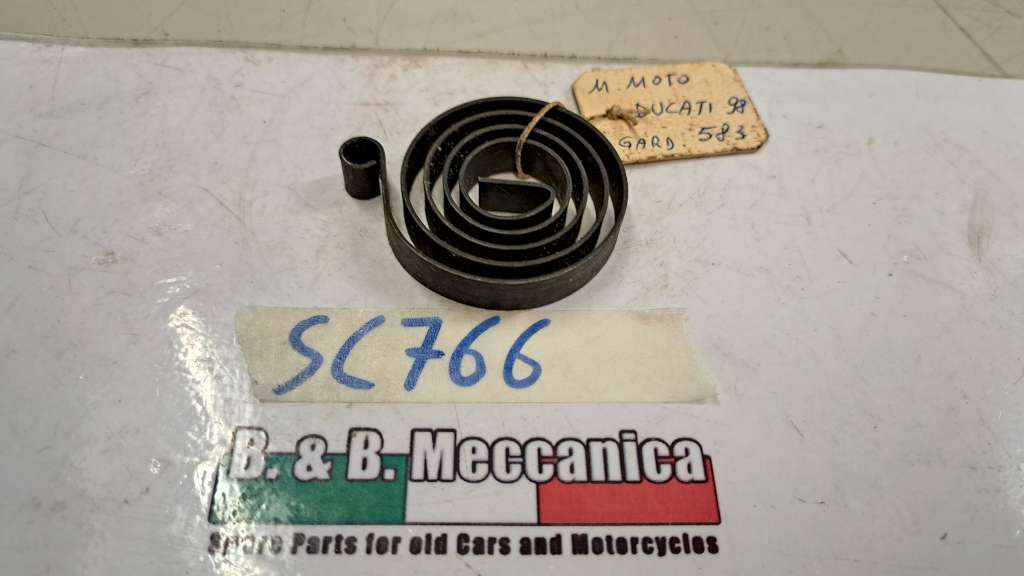 M. MOTO
DUCATI 98
GARD. 583
SC766
B. & B. Meccanica
Spare Parts for old Cars and Motorcycles